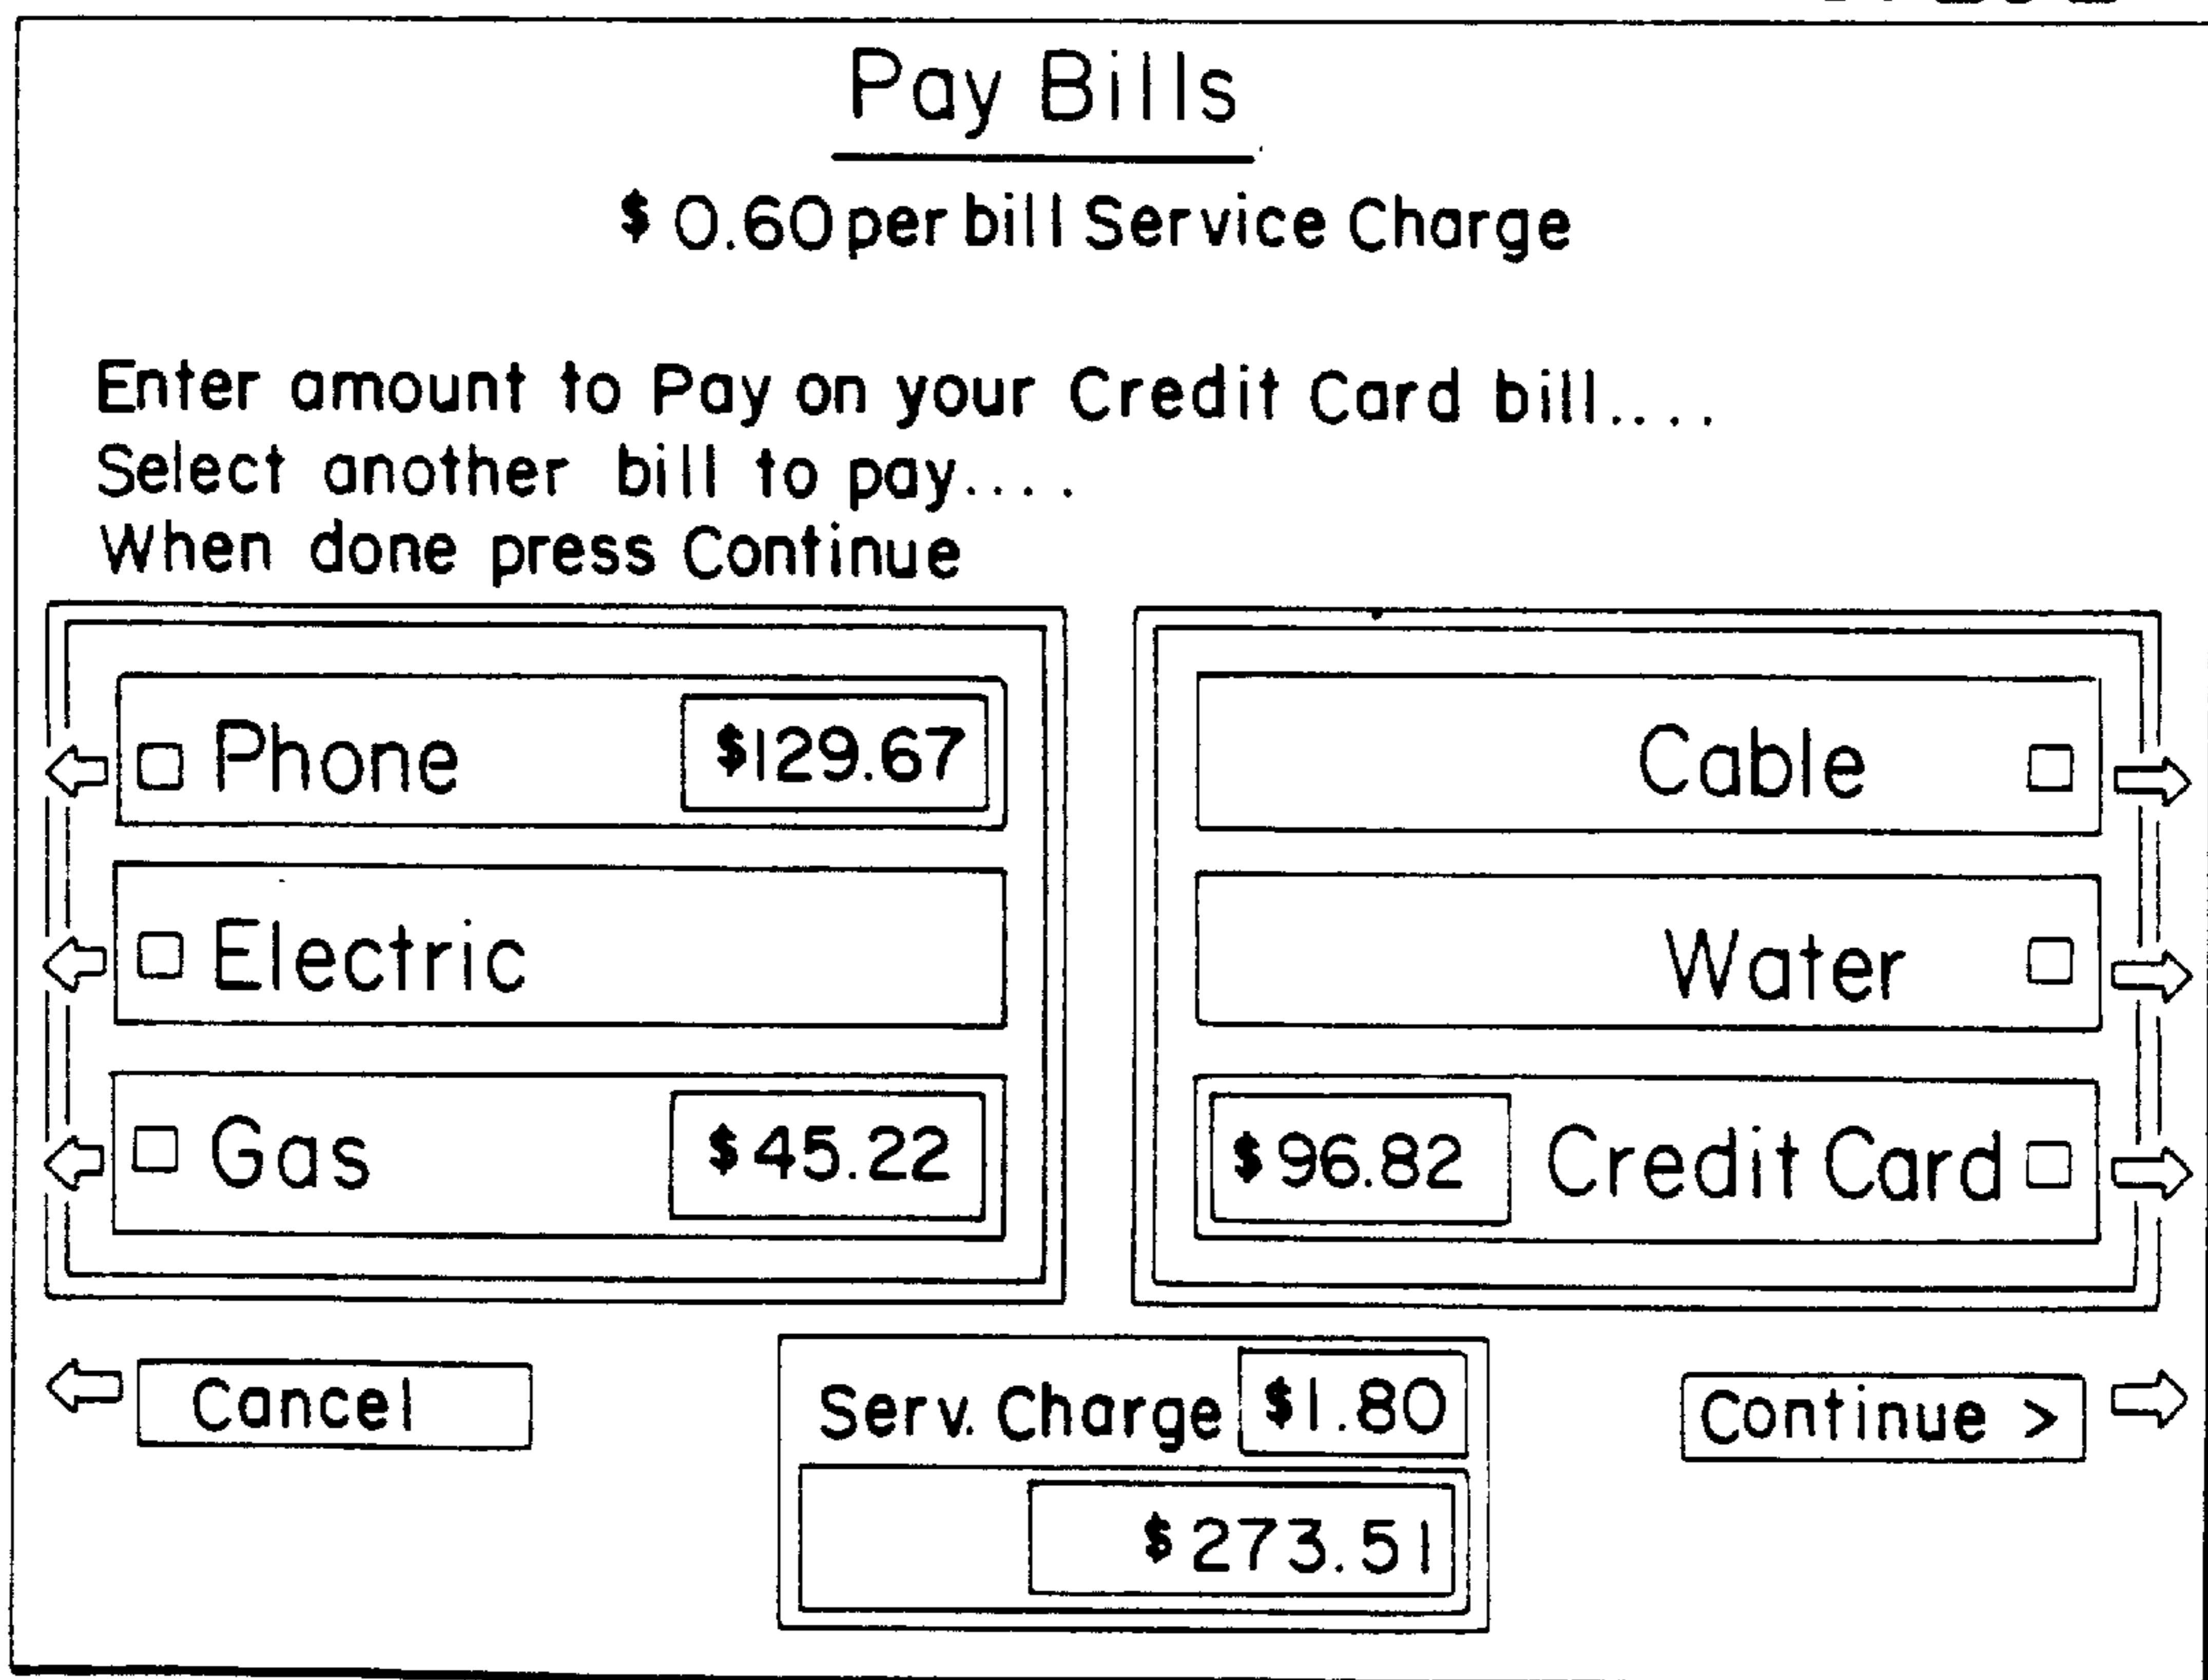 Pay Bills
$ 0.60 per bill Service Charge
Enter amount to Pay on your Credit Card bill....
Select another bill to pay....
When done press Continue
Phone $129.67
Electric
Gas $45.22
Cable
Water
$96.82 Credit Card
Cancel
Serv. Charge $1.80
$273.51
Continue >